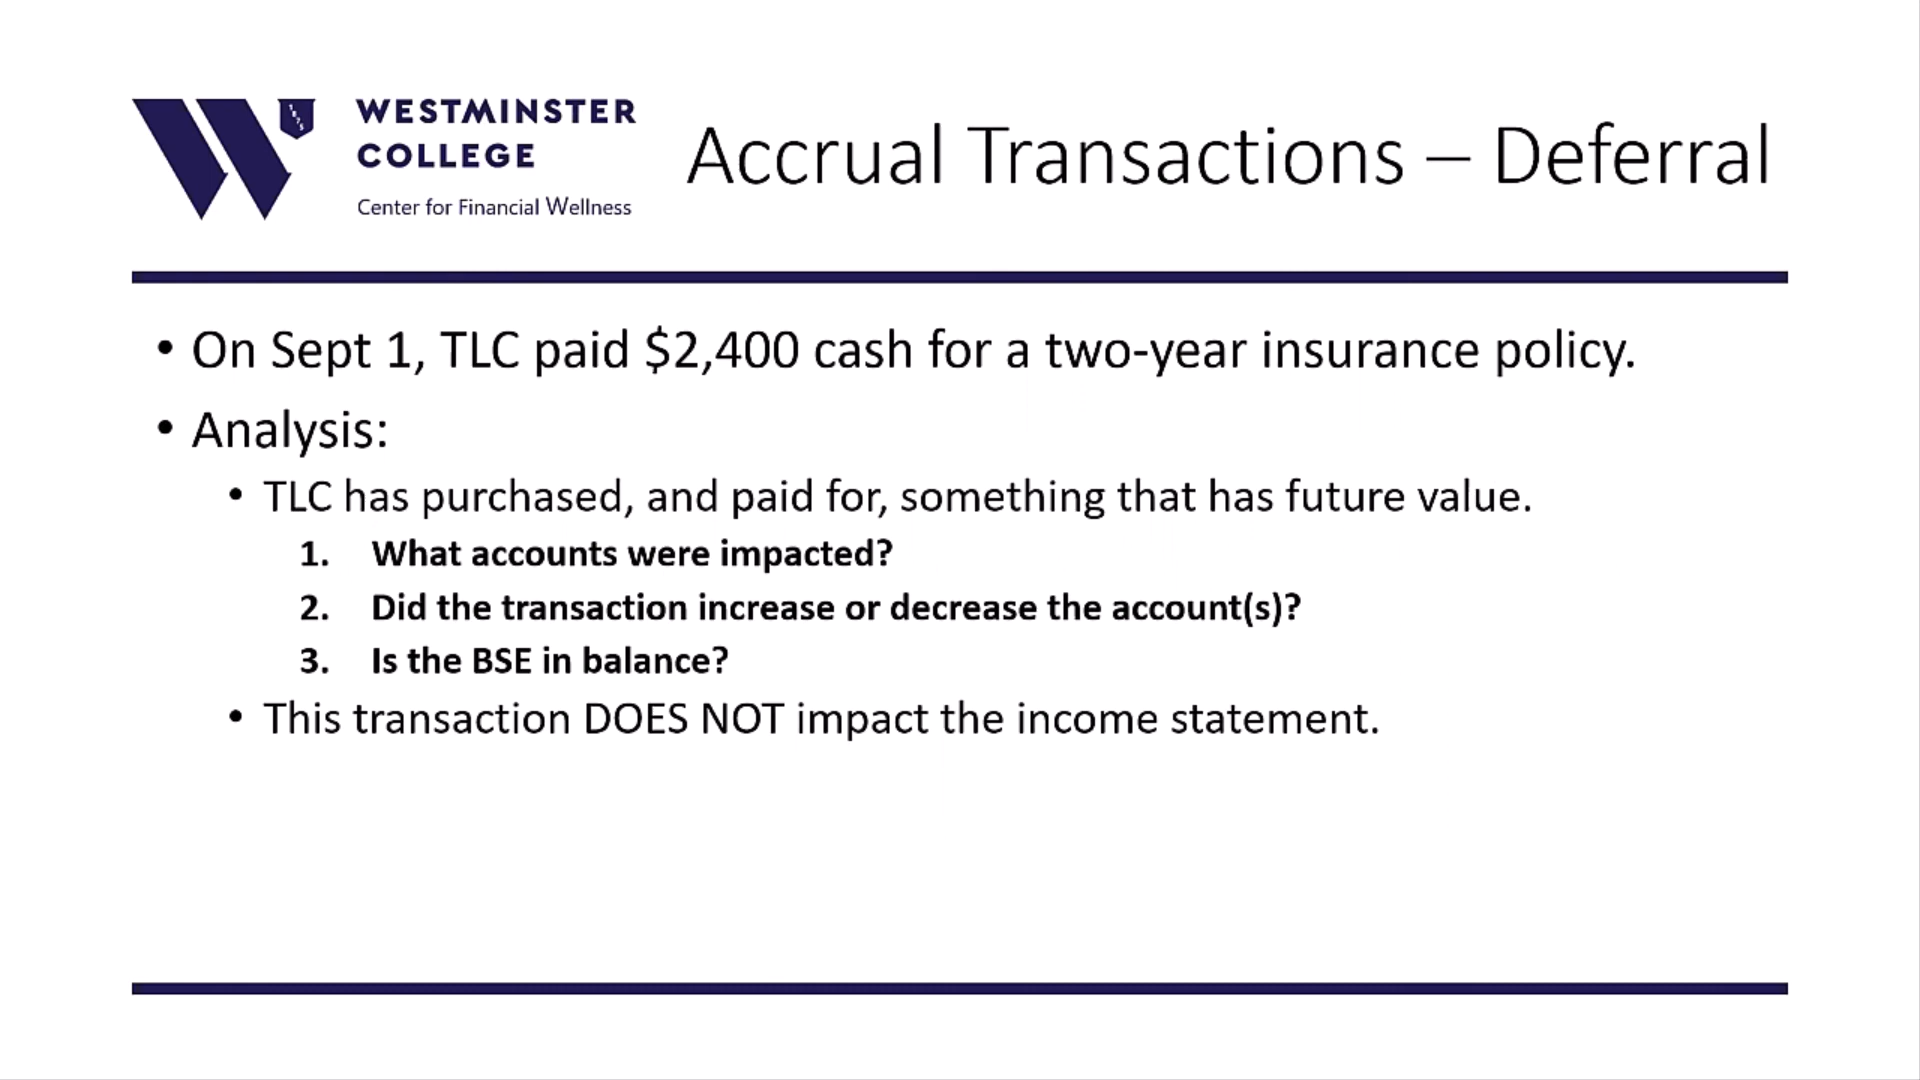 WESTMINSTER
COLLEGE
Center for Financial Wellness
1875
Accrual Transactions – Deferral
• On Sept 1, TLC paid $2,400 cash for a two-year insurance policy.
• Analysis:
• TLC has purchased, and paid for, something that has future value.
1. What accounts were impacted?
2. Did the transaction increase or decrease the account(s)?
3. Is the BSE in balance?
• This transaction DOES NOT impact the income statement.